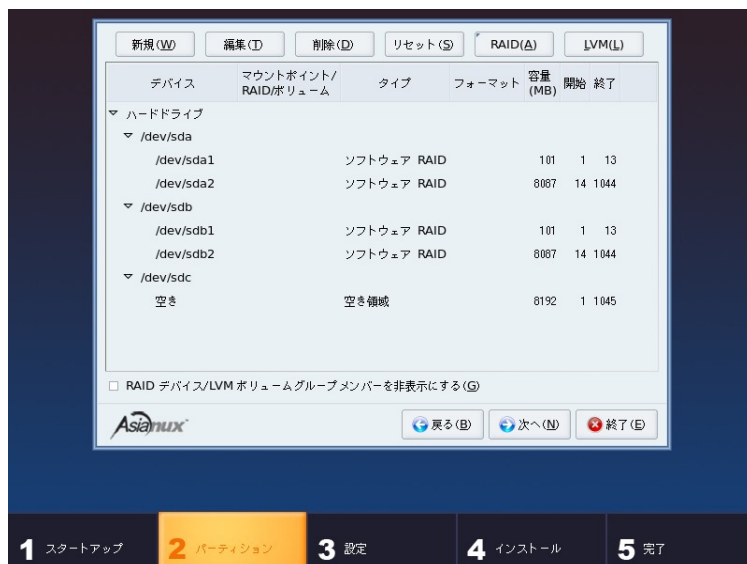 新規(W) 編集(T) 削除(D) リセット(S) RAID(A) LVM(L)
デバイス マウントポイント/RAID/ボリューム タイプ フォーマット 容量(MB) 開始 終了
ハードドライブ
/dev/sda
/dev/sda1 ソフトウェア RAID 101 1 13
/dev/sda2 ソフトウェア RAID 8087 14 1044
/dev/sdb
/dev/sdb1 ソフトウェア RAID 101 1 13
/dev/sdb2 ソフトウェア RAID 8087 14 1044
/dev/sdc
空き 空き領域 8192 1 1045
RAID デバイス/LVM ボリュームグループメンバーを非表示にする(G)
Asianux 戻る(B) 次へ(N) 終了(E)
1 スタートアップ 2 パーティション 3 設定 4 インストール 5 完了